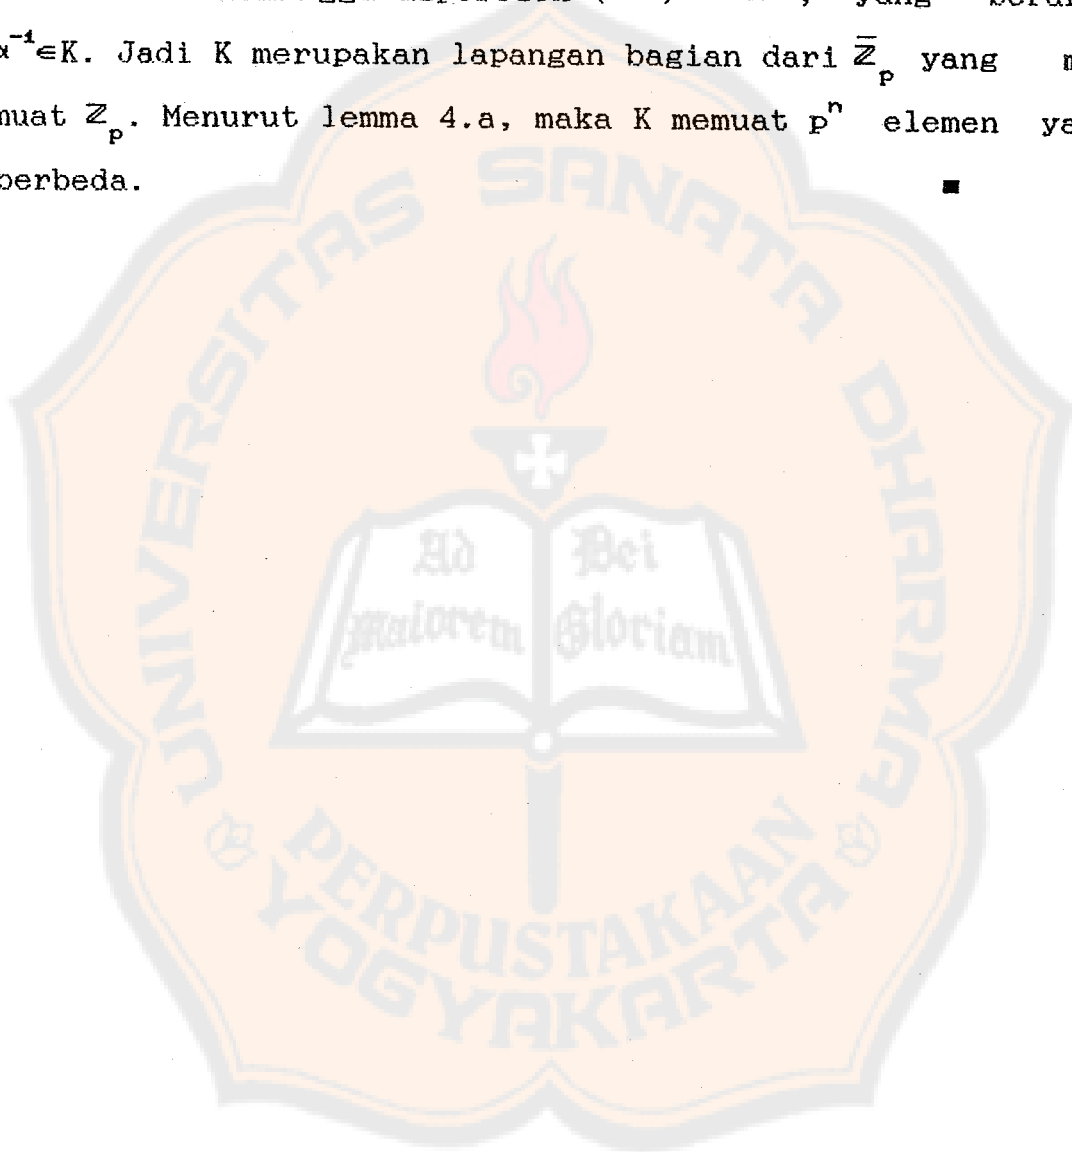 α⁻¹∈K. Jadi K merupakan lapangan bagian dari Z̄ₚ yang m
muat ℤₚ. Menurut lemma 4.a, maka K memuat pⁿ elemen ya
berbeda. ■
UNIVERSITAS SANATA DHARMA
Ad Dei
Maiorem Gloriam
PERPUSTAKAAN
YOGYAKARTA